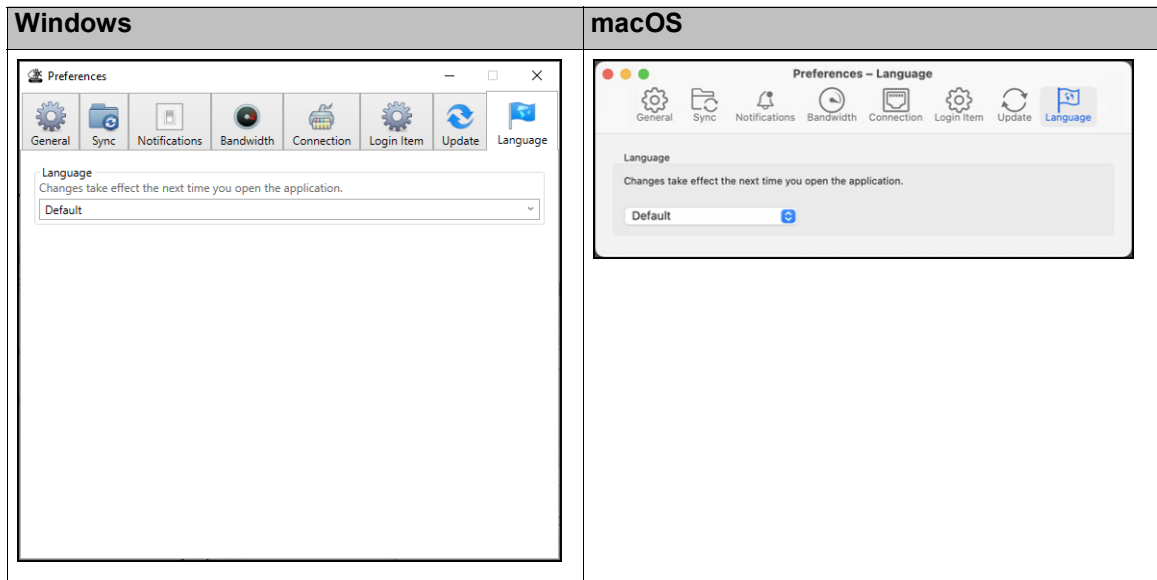 Windows
Preferences
General Sync Notifications Bandwidth Connection Login Item Update Language
Language
Changes take effect the next time you open the application.
Default
macOS
Preferences – Language
General Sync Notifications Bandwidth Connection Login Item Update Language
Language
Changes take effect the next time you open the application.
Default